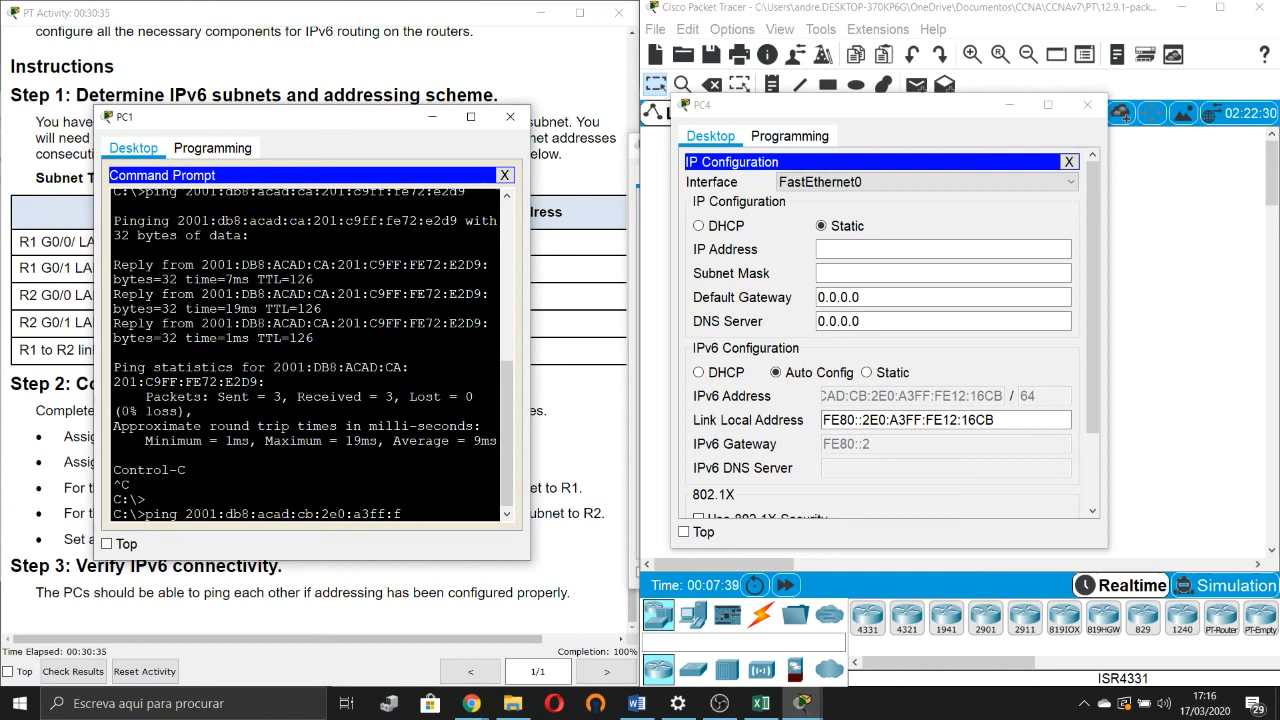 PT Activity: 00:30:35
configure all the necessary components for IPv6 routing on the routers.
Instructions
Step 1: Determine IPv6 subnets and addressing scheme.
You have
subnet. You
will need
net addresses
consecuti
below.
Subnet T
dress
R1 G0/0/ LA
R1 G0/1 LA
R2 G0/0 LA
R2 G0/1 LA
R1 to R2 lin
Step 2: Co
Complete
es.
Assig
Assig
For t
et to R1.
For t
ubnet to R2.
Set a
Step 3: Verify IPv6 connectivity.
The PCs should be able to ping each other if addressing has been configured properly.
Time Elapsed: 00:30:35
Completion: 100%
Top
Check Results
Reset Activity
<
1/1
>
PC1
Desktop
Programming
Command Prompt
X
C:\>ping 2001:db8:acad:ca:201:c9ff:fe72:e2d9
Pinging 2001:db8:acad:ca:201:c9ff:fe72:e2d9 with
32 bytes of data:
Reply from 2001:DB8:ACAD:CA:201:C9FF:FE72:E2D9:
bytes=32 time=7ms TTL=126
Reply from 2001:DB8:ACAD:CA:201:C9FF:FE72:E2D9:
bytes=32 time=19ms TTL=126
Reply from 2001:DB8:ACAD:CA:201:C9FF:FE72:E2D9:
bytes=32 time=1ms TTL=126
Ping statistics for 2001:DB8:ACAD:CA:
201:C9FF:FE72:E2D9:
Packets: Sent = 3, Received = 3, Lost = 0
(0% loss),
Approximate round trip times in milli-seconds:
Minimum = 1ms, Maximum = 19ms, Average = 9ms
Control-C
^C
C:\>
C:\>ping 2001:db8:acad:cb:2e0:a3ff:f
Top
Cisco Packet Tracer - C:\Users\andre.DESKTOP-370KP6G\OneDrive\Documentos\CCNA\CCNAv7\PT\12.9.1-pack...
File Edit Options View Tools Extensions Help
L
02:22:30
PC4
Desktop
Programming
IP Configuration
X
Interface
FastEthernet0
IP Configuration
DHCP
Static
IP Address
Subnet Mask
Default Gateway
0.0.0.0
DNS Server
0.0.0.0
IPv6 Configuration
DHCP
Auto Config
Static
IPv6 Address
CAD:CB:2E0:A3FF:FE12:16CB / 64
Link Local Address
FE80::2E0:A3FF:FE12:16CB
IPv6 Gateway
FE80::2
IPv6 DNS Server
802.1X
Use 802.1X Security
Top
Time: 00:07:39
Realtime
Simulation
4331 4321 1941 2901 2911 819IOX 819HGW 829 1240 PT-Router PT-Empty
ISR4331
Escreva aqui para procurar
17:16
17/03/2020
29